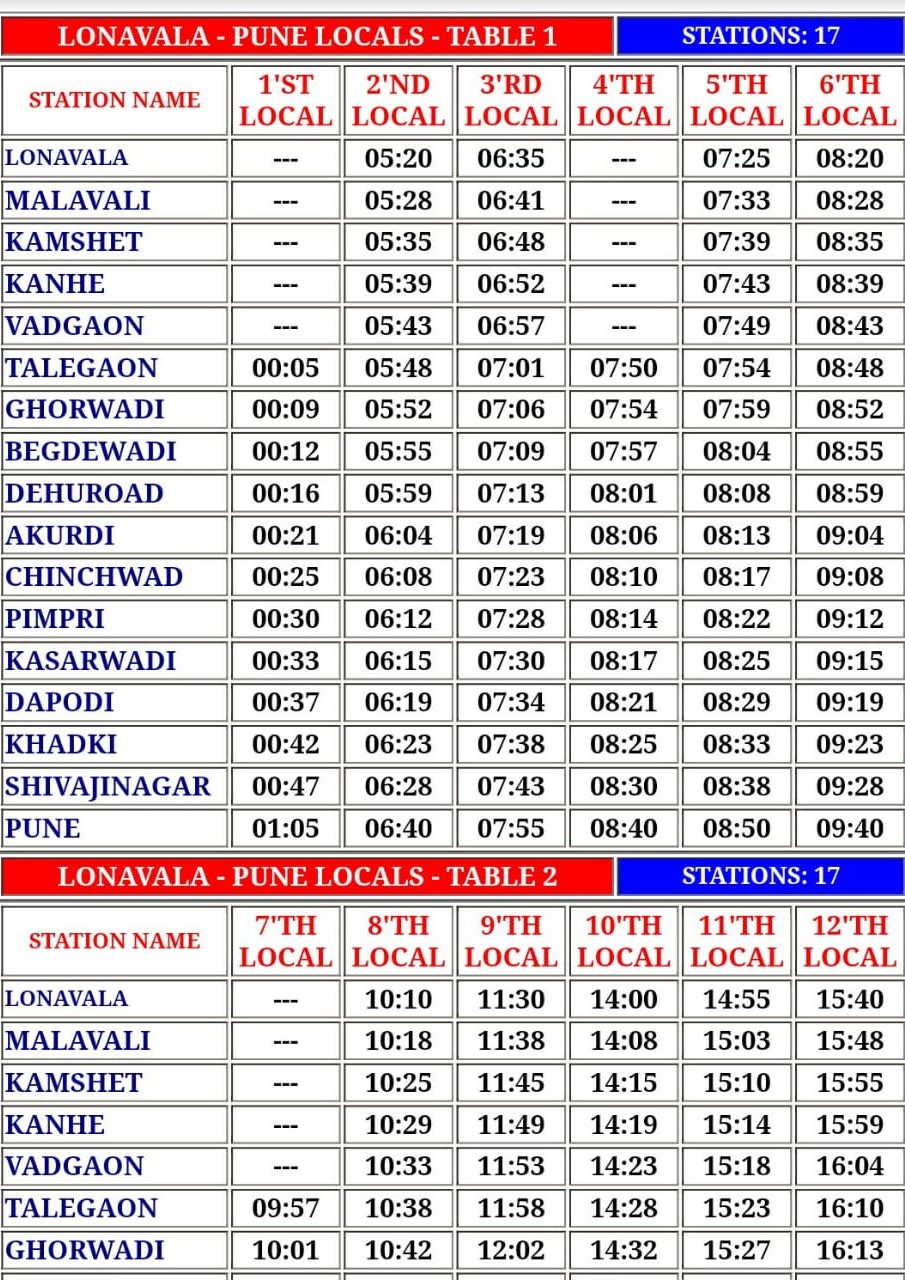 LONAVALA - PUNE LOCALS - TABLE 1 STATIONS: 17
STATION NAME 1'ST LOCAL 2'ND LOCAL 3'RD LOCAL 4'TH LOCAL 5'TH LOCAL 6'TH LOCAL
LONAVALA --- 05:20 06:35 --- 07:25 08:20
MALAVALI --- 05:28 06:41 --- 07:33 08:28
KAMSHET --- 05:35 06:48 --- 07:39 08:35
KANHE --- 05:39 06:52 --- 07:43 08:39
VADGAON --- 05:43 06:57 --- 07:49 08:43
TALEGAON 00:05 05:48 07:01 07:50 07:54 08:48
GHORWADI 00:09 05:52 07:06 07:54 07:59 08:52
BEGDEWADI 00:12 05:55 07:09 07:57 08:04 08:55
DEHUROAD 00:16 05:59 07:13 08:01 08:08 08:59
AKURDI 00:21 06:04 07:19 08:06 08:13 09:04
CHINCHWAD 00:25 06:08 07:23 08:10 08:17 09:08
PIMPRI 00:30 06:12 07:28 08:14 08:22 09:12
KASARWADI 00:33 06:15 07:30 08:17 08:25 09:15
DAPODI 00:37 06:19 07:34 08:21 08:29 09:19
KHADKI 00:42 06:23 07:38 08:25 08:33 09:23
SHIVAJINAGAR 00:47 06:28 07:43 08:30 08:38 09:28
PUNE 01:05 06:40 07:55 08:40 08:50 09:40
LONAVALA - PUNE LOCALS - TABLE 2 STATIONS: 17
STATION NAME 7'TH LOCAL 8'TH LOCAL 9'TH LOCAL 10'TH LOCAL 11'TH LOCAL 12'TH LOCAL
LONAVALA --- 10:10 11:30 14:00 14:55 15:40
MALAVALI --- 10:18 11:38 14:08 15:03 15:48
KAMSHET --- 10:25 11:45 14:15 15:10 15:55
KANHE --- 10:29 11:49 14:19 15:14 15:59
VADGAON --- 10:33 11:53 14:23 15:18 16:04
TALEGAON 09:57 10:38 11:58 14:28 15:23 16:10
GHORWADI 10:01 10:42 12:02 14:32 15:27 16:13